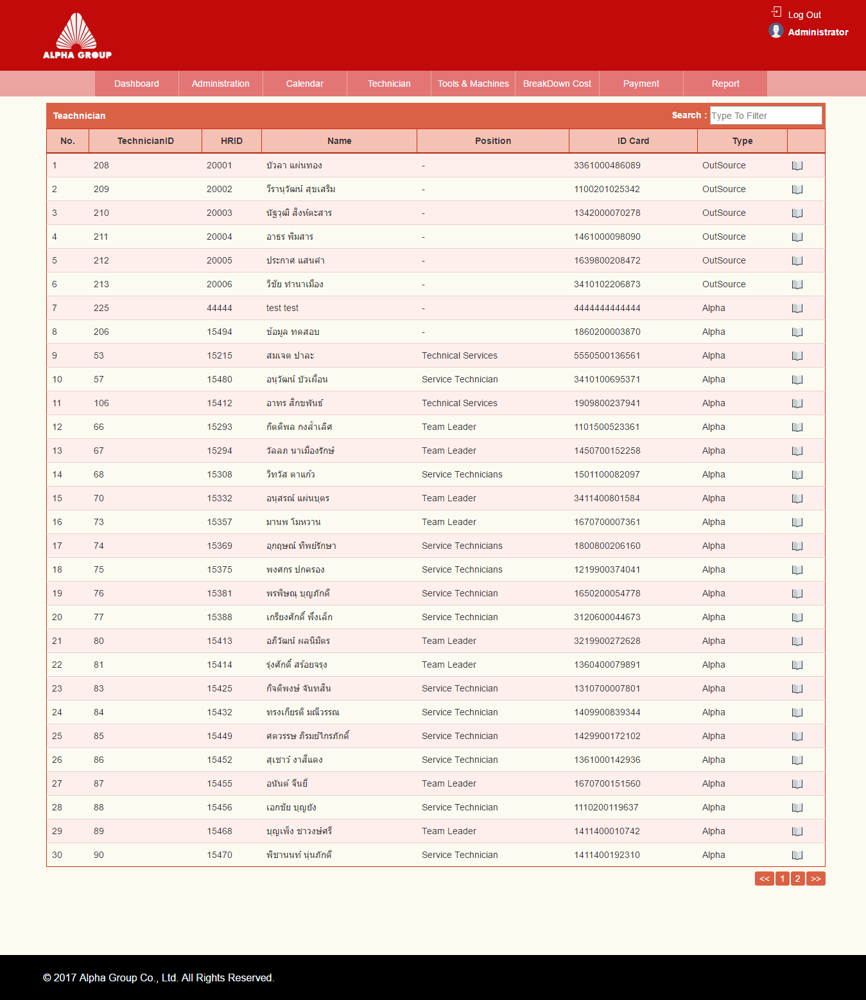 Log Out
Administrator
ALPHA GROUP
Dashboard Administration Calendar Technician Tools & Machines BreakDown Cost Payment Report
Teachnician Search : Type To Filter
No. TechnicianID HRID Name Position ID Card Type
1 208 20001 บัวลา แผ่นทอง - 3361000486089 OutSource
2 209 20002 วีรานุวัฒน์ สุขเสริม - 1100201025342 OutSource
3 210 20003 นัฐวุฒิ สิงห์ตะสาร - 1342000070278 OutSource
4 211 20004 อาธร พิมสาร - 1461000098090 OutSource
5 212 20005 ประกาศ แสนคำ - 1639800208472 OutSource
6 213 20006 วิชัย ทำนาเมือง - 3410102206873 OutSource
7 225 44444 test test - 4444444444444 Alpha
8 206 15494 ข้อมูล ทดสอบ - 1860200003870 Alpha
9 53 15215 สมเจต ปาละ Technical Services 5550500136561 Alpha
10 57 15480 อนุวัฒน์ บัวเผื่อน Service Technician 3410100695371 Alpha
11 106 15412 อาทร สิกขพันธ์ Technical Services 1909800237941 Alpha
12 66 15293 กิตติพล กงสำเลิศ Team Leader 1101500523361 Alpha
13 67 15294 วัลลภ นาเมืองรักษ์ Team Leader 1450700152258 Alpha
14 68 15308 วิทวัส ตาแก้ว Service Technicians 1501100082097 Alpha
15 70 15332 อนุสรณ์ แผ่นบุตร Team Leader 3411400801584 Alpha
16 73 15357 มานพ โมหวาน Team Leader 1670700007361 Alpha
17 74 15369 อุกฤษณ์ ทิพย์รักษา Service Technicians 1800800206160 Alpha
18 75 15375 พงศกร ปกครอง Service Technicians 1219900374041 Alpha
19 76 15381 พรพิษณุ บุญภักดี Service Technician 1650200054778 Alpha
20 77 15388 เกรียงศักดิ์ พึ่งเล็ก Service Technician 3120600044673 Alpha
21 80 15413 อภิวัฒน์ ผลนิมิตร Team Leader 3219900272628 Alpha
22 81 15414 รุ่งศักดิ์ สร้อยจรุง Team Leader 1360400079891 Alpha
23 83 15425 กิจติพงษ์ จันทสิน Service Technician 1310700007801 Alpha
24 84 15432 ทรงเกียรติ มณีวรรณ Service Technician 1409900839344 Alpha
25 85 15449 ศตวรรษ ภิรมย์ไกรภักดิ์ Service Technician 1429900172102 Alpha
26 86 15452 สุเชาว์ งาสีแดง Service Technician 1361000142936 Alpha
27 87 15455 อนันต์ จีนยี่ Team Leader 1670700151560 Alpha
28 88 15456 เอกชัย บุญยัง Service Technician 1110200119637 Alpha
29 89 15468 บุญเพ็ง ชาวงษ์ศรี Team Leader 1411400010742 Alpha
30 90 15470 พิชานนท์ นุ่นภักดี Service Technician 1411400192310 Alpha
<< 1 2 >>
© 2017 Alpha Group Co., Ltd. All Rights Reserved.